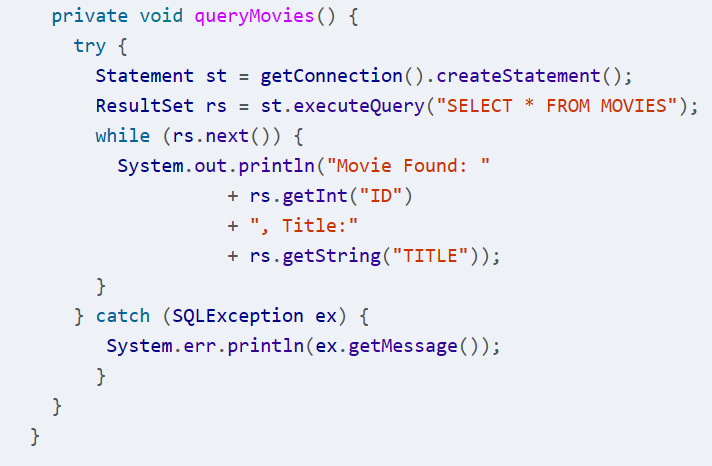 private void queryMovies() {
try {
Statement st = getConnection().createStatement();
ResultSet rs = st.executeQuery("SELECT * FROM MOVIES");
while (rs.next()) {
System.out.println("Movie Found: "
+ rs.getInt("ID")
+ ", Title:"
+ rs.getString("TITLE"));
}
} catch (SQLException ex) {
System.err.println(ex.getMessage());
}
}
}